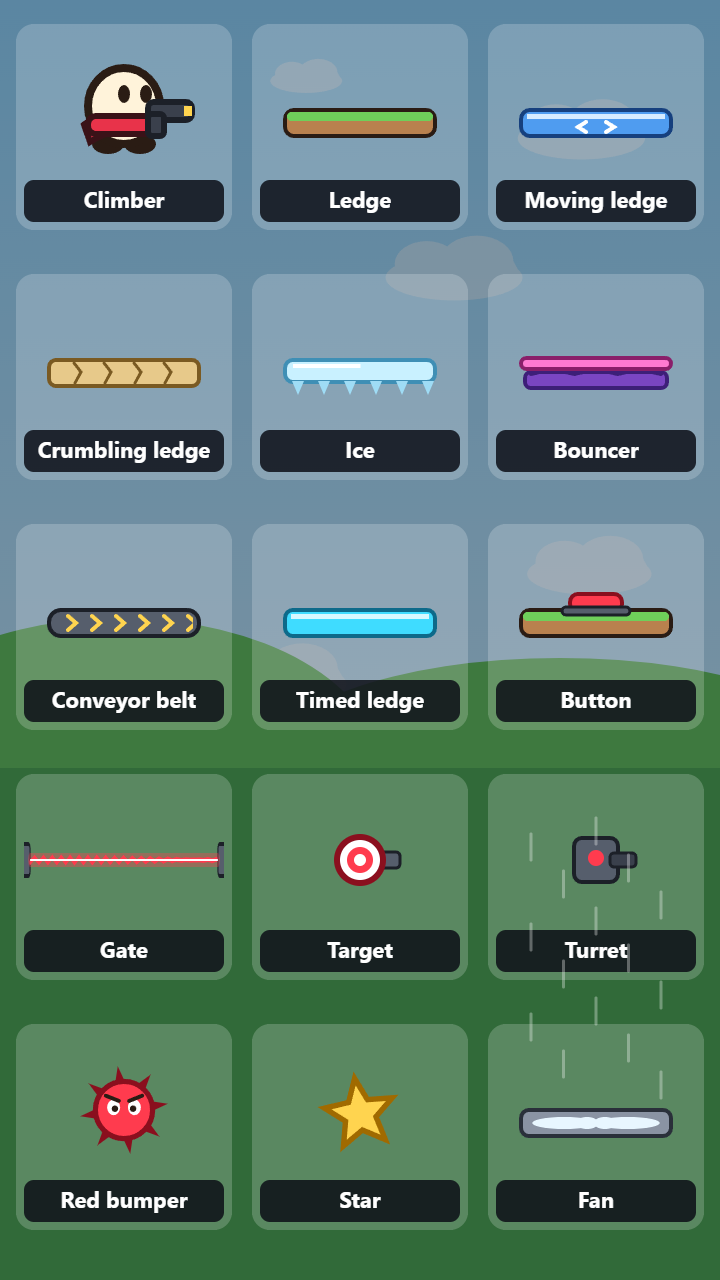 Climber
Ledge
Moving ledge
Crumbling ledge
Ice
Bouncer
Conveyor belt
Timed ledge
Button
Gate
Target
Turret
Red bumper
Star
Fan